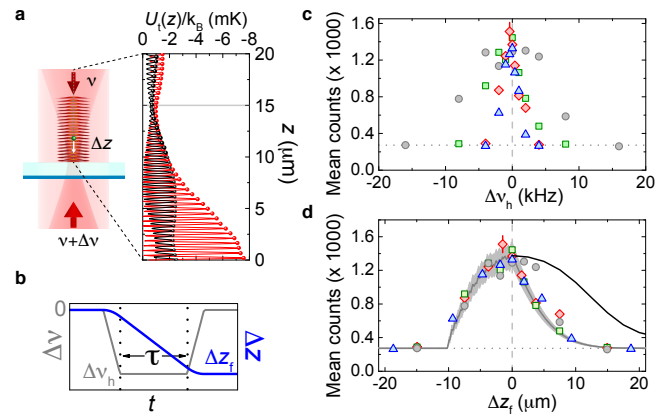 a
U_t(z)/k_B (mK)
0 -2 -4 -6 -8
20
15
10
5
0
z (μm)
ν
Δz
ν+Δν
b
0
Δν
Δν_h
τ
Δz_f
Δz
t
c
Mean counts (x 1000)
1.6
1.2
0.8
0.4
-20 -10 0 10 20
Δν_h (kHz)
d
Mean counts (x 1000)
1.6
1.2
0.8
0.4
0.0
-20 -10 0 10 20
Δz_f (μm)